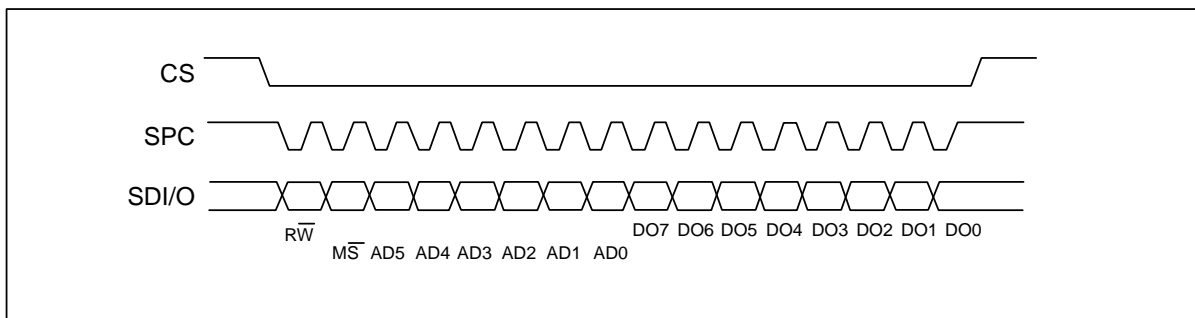 CS
SPC
SDI/O
RW̅ DO7 DO6 DO5 DO4 DO3 DO2 DO1 DO0
MS̅ AD5 AD4 AD3 AD2 AD1 AD0